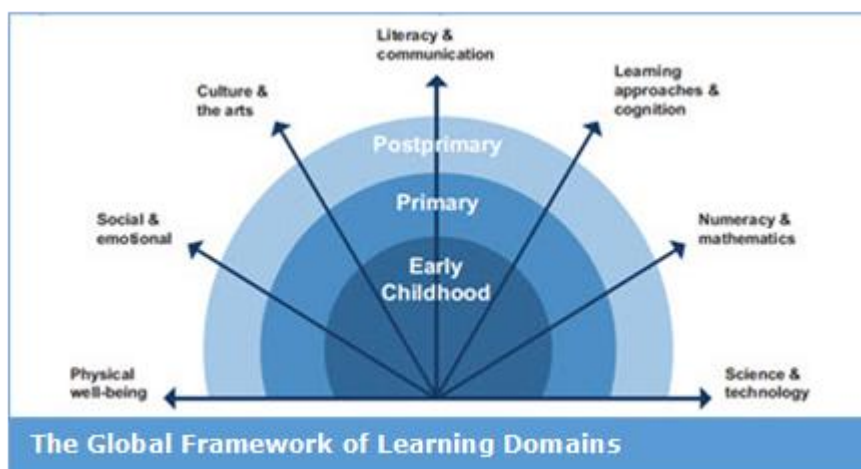 Literacy &
communication
Learning
approaches &
cognition
Culture &
the arts
Postprimary
Primary
Social &
emotional
Numeracy &
mathematics
Early
Childhood
Physical
well-being
Science &
technology
The Global Framework of Learning Domains